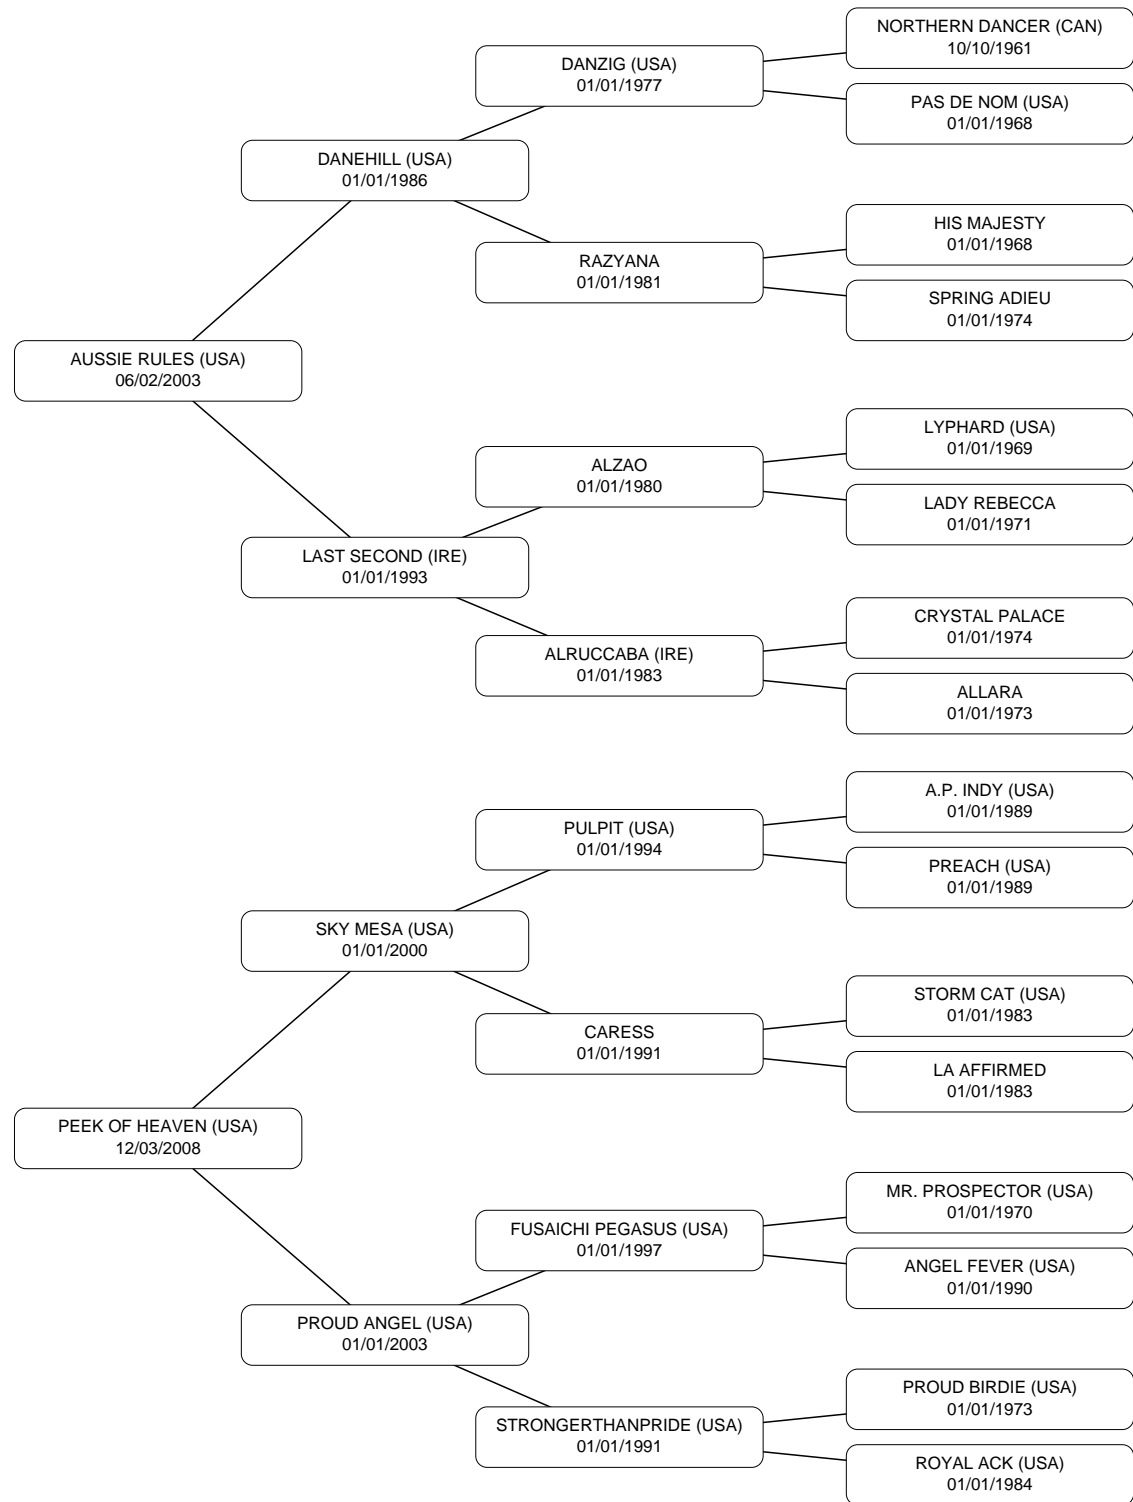 NORTHERN DANCER (CAN)
10/10/1961
DANZIG (USA)
01/01/1977
PAS DE NOM (USA)
01/01/1968
DANEHILL (USA)
01/01/1986
HIS MAJESTY
01/01/1968
RAZYANA
01/01/1981
SPRING ADIEU
01/01/1974
AUSSIE RULES (USA)
06/02/2003
LYPHARD (USA)
01/01/1969
ALZAO
01/01/1980
LADY REBECCA
01/01/1971
LAST SECOND (IRE)
01/01/1993
CRYSTAL PALACE
01/01/1974
ALRUCCABA (IRE)
01/01/1983
ALLARA
01/01/1973
A.P. INDY (USA)
01/01/1989
PULPIT (USA)
01/01/1994
PREACH (USA)
01/01/1989
SKY MESA (USA)
01/01/2000
STORM CAT (USA)
01/01/1983
CARESS
01/01/1991
LA AFFIRMED
01/01/1983
PEEK OF HEAVEN (USA)
12/03/2008
MR. PROSPECTOR (USA)
01/01/1970
FUSAICHI PEGASUS (USA)
01/01/1997
ANGEL FEVER (USA)
01/01/1990
PROUD ANGEL (USA)
01/01/2003
PROUD BIRDIE (USA)
01/01/1973
STRONGERTHANPRIDE (USA)
01/01/1991
ROYAL ACK (USA)
01/01/1984